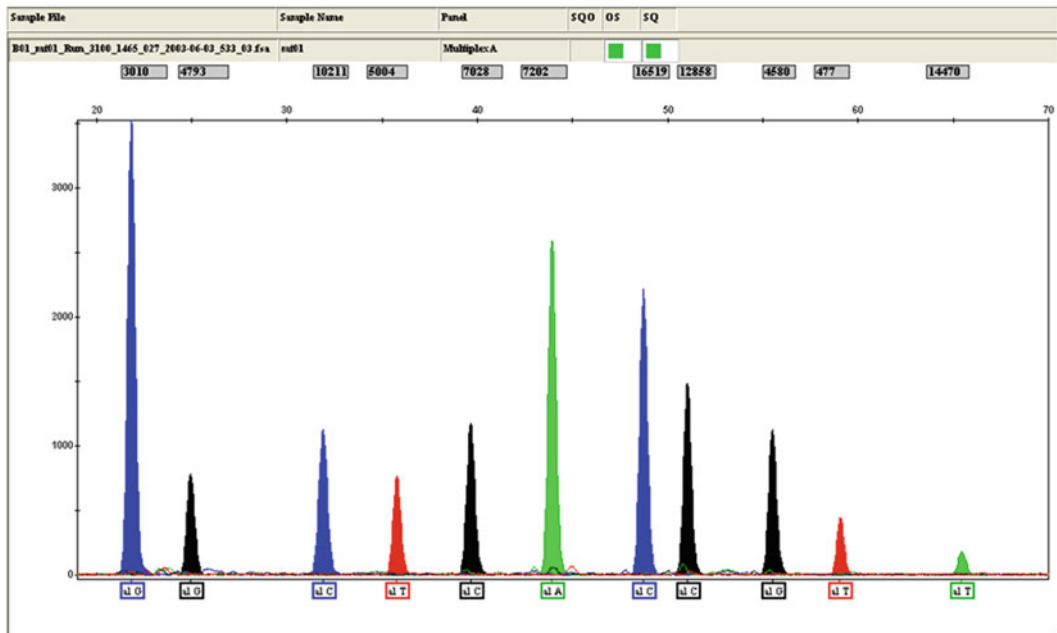 Sample File Sample Name Panel SQO OS SQ
B01_suf01_Run_3100_1465_027_2003-06-03_533_03.fsa suf01 MultiplexA
3010 4793 10211 5004 7028 7202 16519 12858 4580 477 14470
20 30 40 50 60 70
3000
2000
1000
0
al G al G al C al T al C al A al C al C al G al T al T